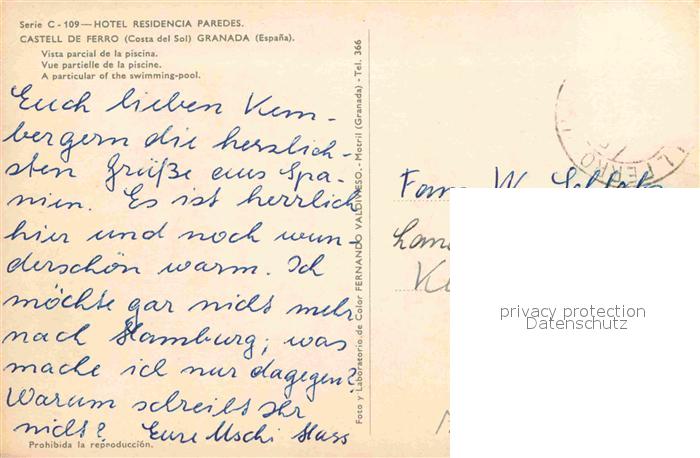 Serie C - 109 — HOTEL RESIDENCIA PAREDES.
CASTELL DE FERRO (Costa del Sol) GRANADA (España).
Vista parcial de la piscina.
Vue partielle de la piscine.
A particular of the swimming-pool.
Euch lieben Kem-
bergern die herzlich-
sten Grüße aus Spa-
nien. Es ist herrlich
hier und noch wun-
derschön warm. Ich
möchte gar nicht mehr
nach Hamburg; was
mache ich nur dagegen?
Warum schreibt Ihr
nicht? Eure Uschi Hass
Prohibida la reproducción.
Foto y Laboratorio de Color FERNANDO VALDIVIESO. - Motril (Granada) - Tel. 366
Fam. W.
privacy protection
Datenschutz